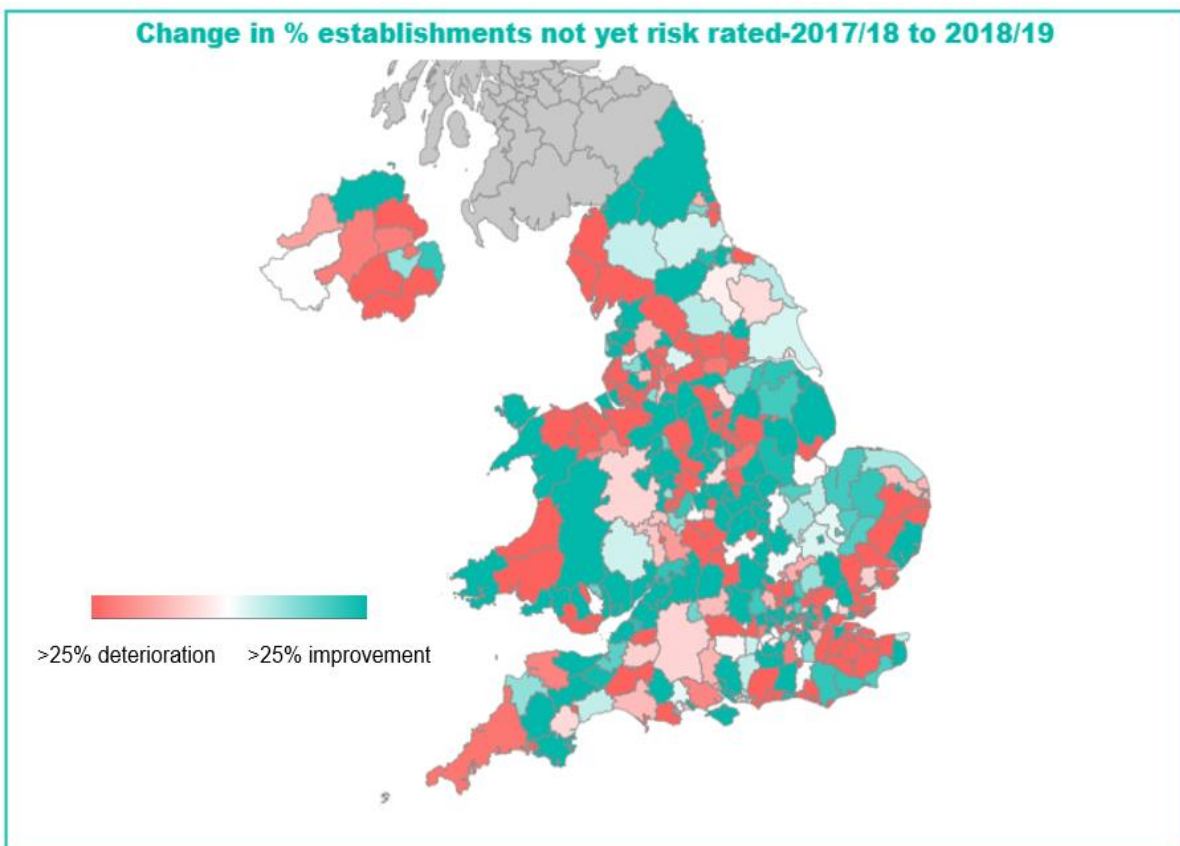 Change in % establishments not yet risk rated-2017/18 to 2018/19
>25% deterioration >25% improvement